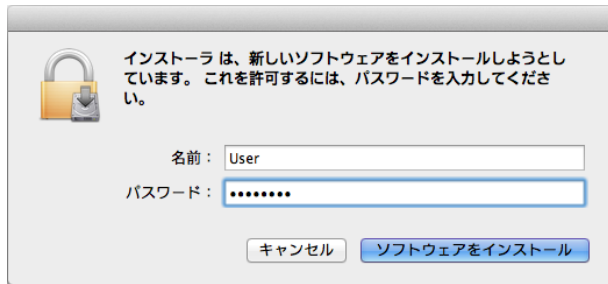 インストーラ は、新しいソフトウェアをインストールしようとし
ています。 これを許可するには、パスワードを入力してくださ
い。
名前： User
パスワード： ••••••••
キャンセル ソフトウェアをインストール